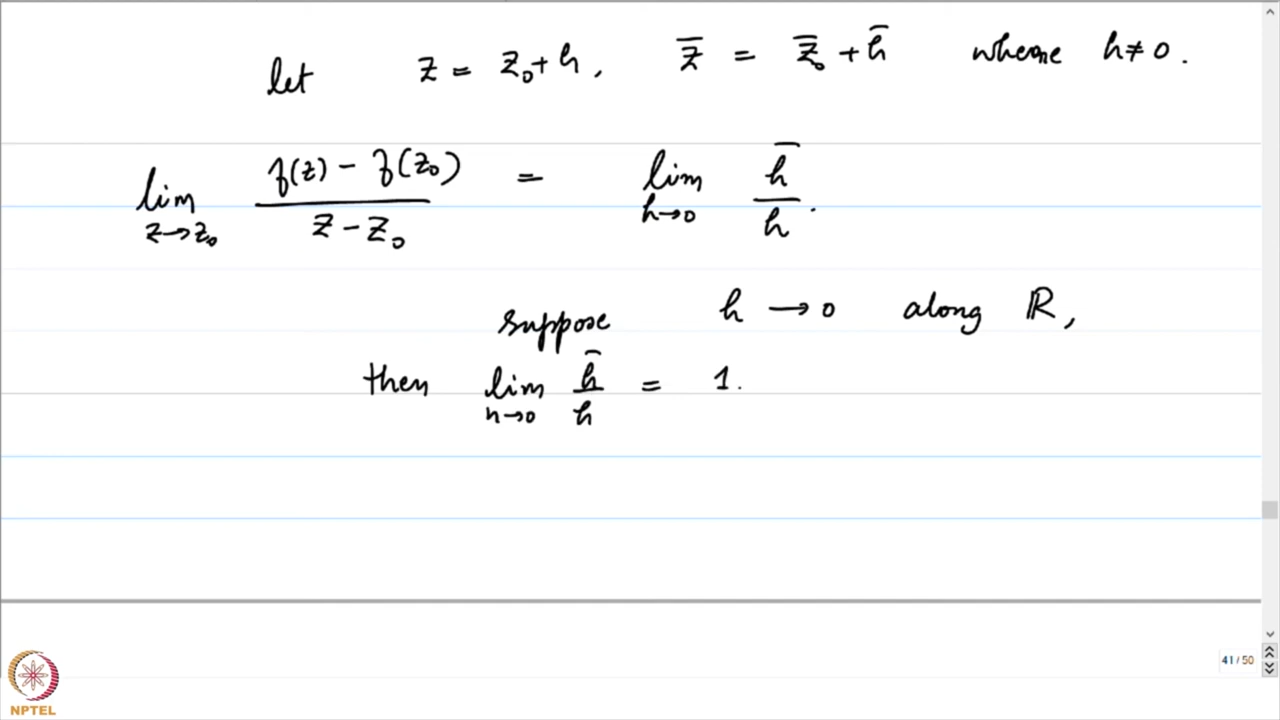 let z = z₀ + h, z̅ = z̅₀ + h̅ where h ≠ 0.
lim_{z→z₀} (f(z) − f(z₀)) / (z − z₀) = lim_{h→0} h̅ / h.
suppose h → 0 along ℝ,
then lim_{h→0} h̅ / h = 1.
41 / 50
NPTEL